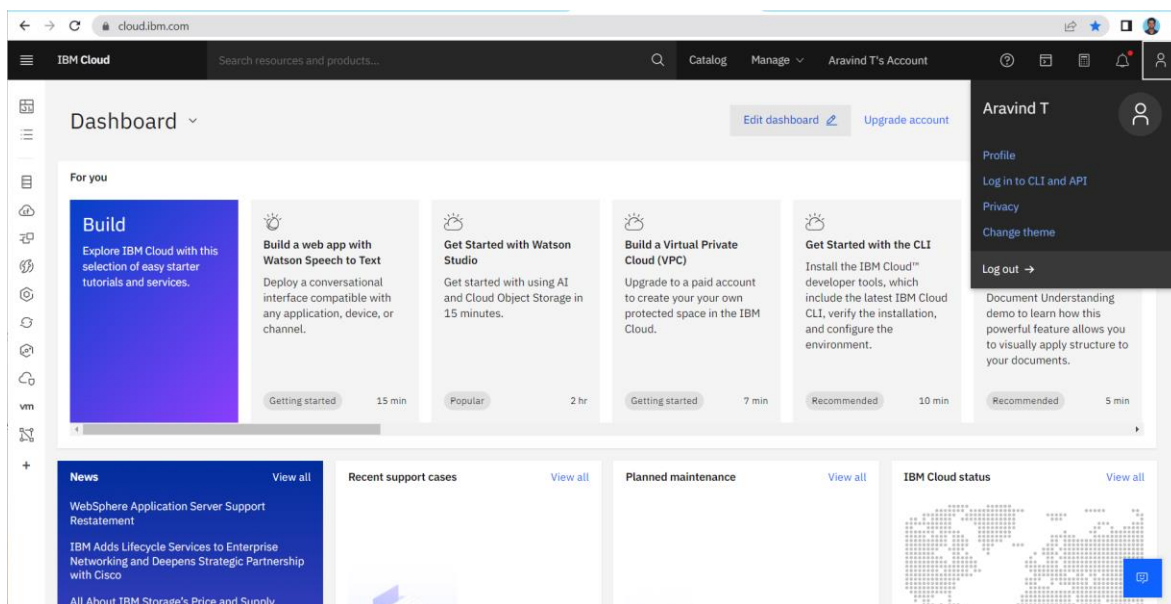 cloud.ibm.com
IBM Cloud
Search resources and products...
Catalog
Manage
Aravind T's Account
Dashboard
Edit dashboard
Upgrade account
Aravind T
Profile
Log in to CLI and API
Privacy
Change theme
Log out →
For you
Build
Explore IBM Cloud with this
selection of easy starter
tutorials and services.
Build a web app with
Watson Speech to Text
Deploy a conversational
interface compatible with
any application, device, or
channel.
Getting started
15 min
Get Started with Watson
Studio
Get started with using AI
and Cloud Object Storage in
15 minutes.
Popular
2 hr
Build a Virtual Private
Cloud (VPC)
Upgrade to a paid account
to create your your own
protected space in the IBM
Cloud.
Getting started
7 min
Get Started with the CLI
Install the IBM Cloud™
developer tools, which
include the latest IBM Cloud
CLI, verify the installation,
and configure the
environment.
Recommended
10 min
Document Understanding
demo to learn how this
powerful feature allows you
to visually apply structure to
your documents.
Recommended
5 min
vm
News
View all
WebSphere Application Server Support
Restatement
IBM Adds Lifecycle Services to Enterprise
Networking and Deepens Strategic Partnership
with Cisco
All About IBM Storage's Price and Supply
Recent support cases
View all
Planned maintenance
View all
IBM Cloud status
View all